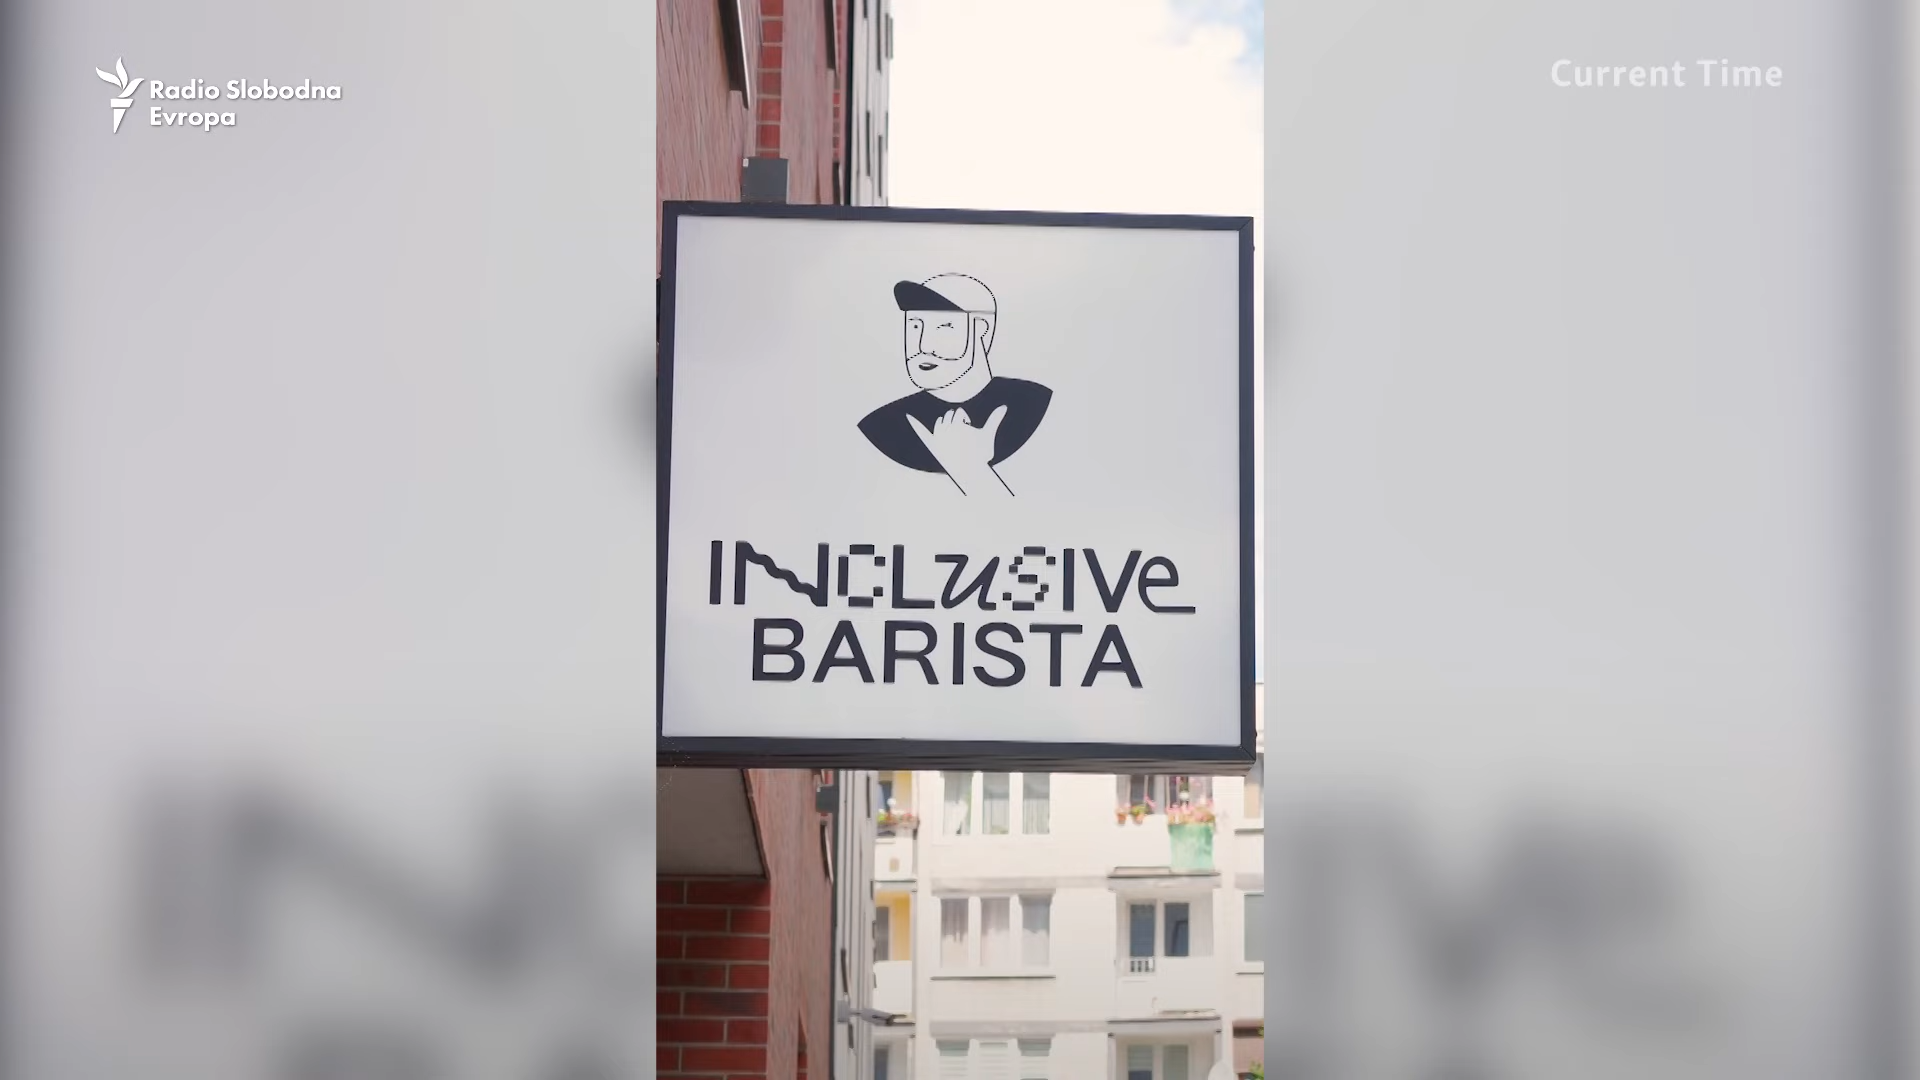 Radio Slobodna
Evropa
Current Time
INCLUSIVe
BARISTA